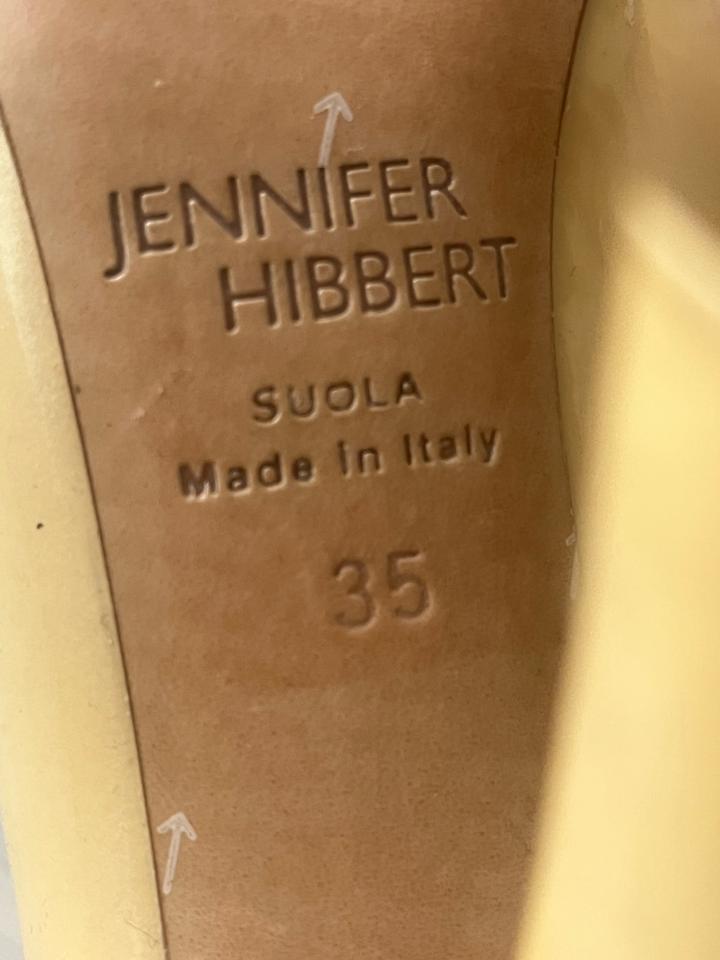 JENNIFER
HIBBERT
SUOLA
Made in Italy
35